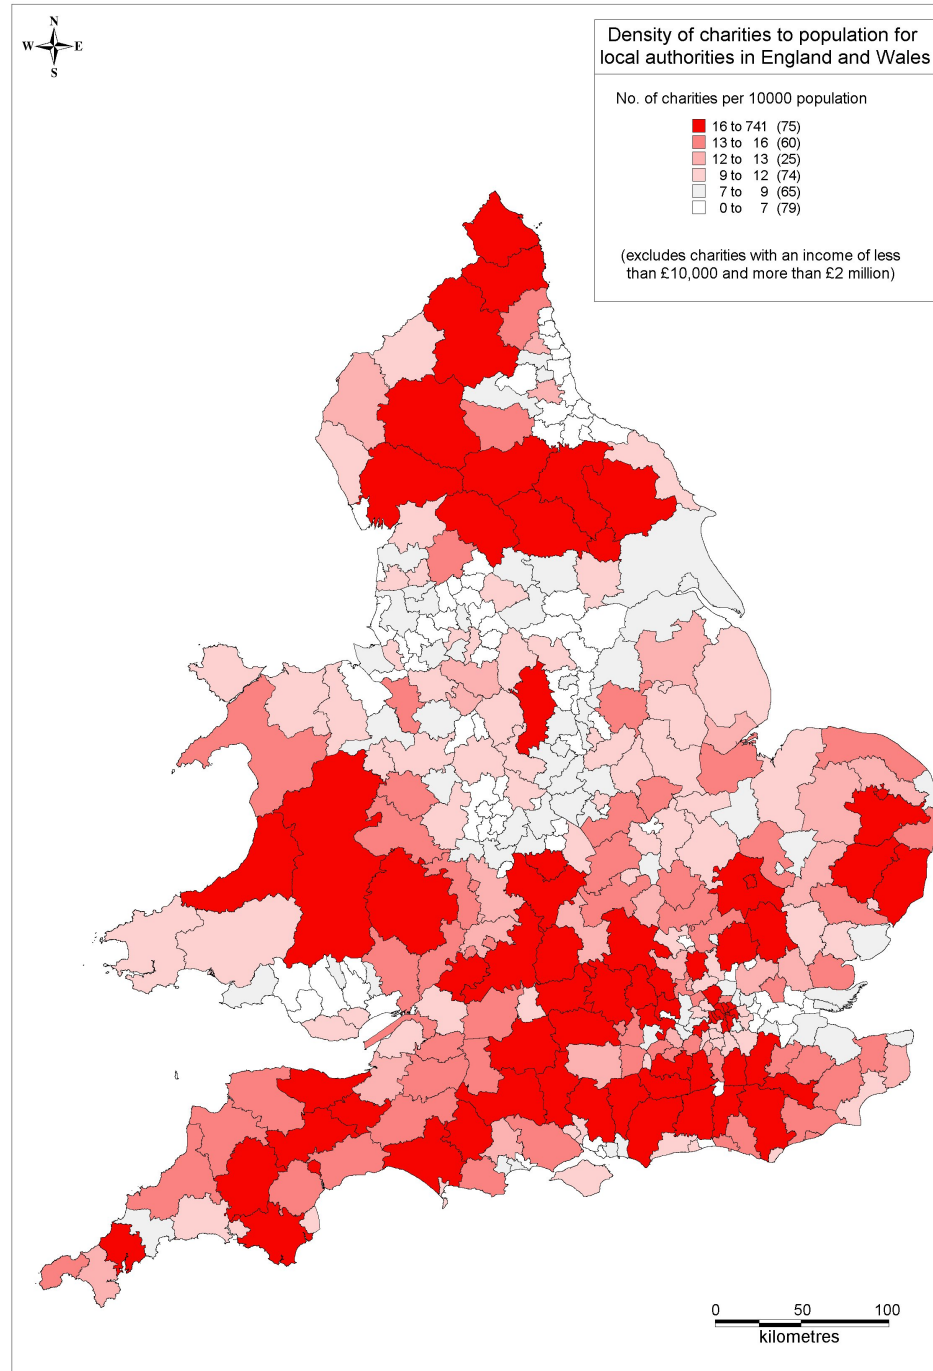 N
W E
S
Density of charities to population for
local authorities in England and Wales
No. of charities per 10000 population
16 to 741 (75)
13 to 16 (60)
12 to 13 (25)
9 to 12 (74)
7 to 9 (65)
0 to 7 (79)
(excludes charities with an income of less
than £10,000 and more than £2 million)
0 50 100
kilometres